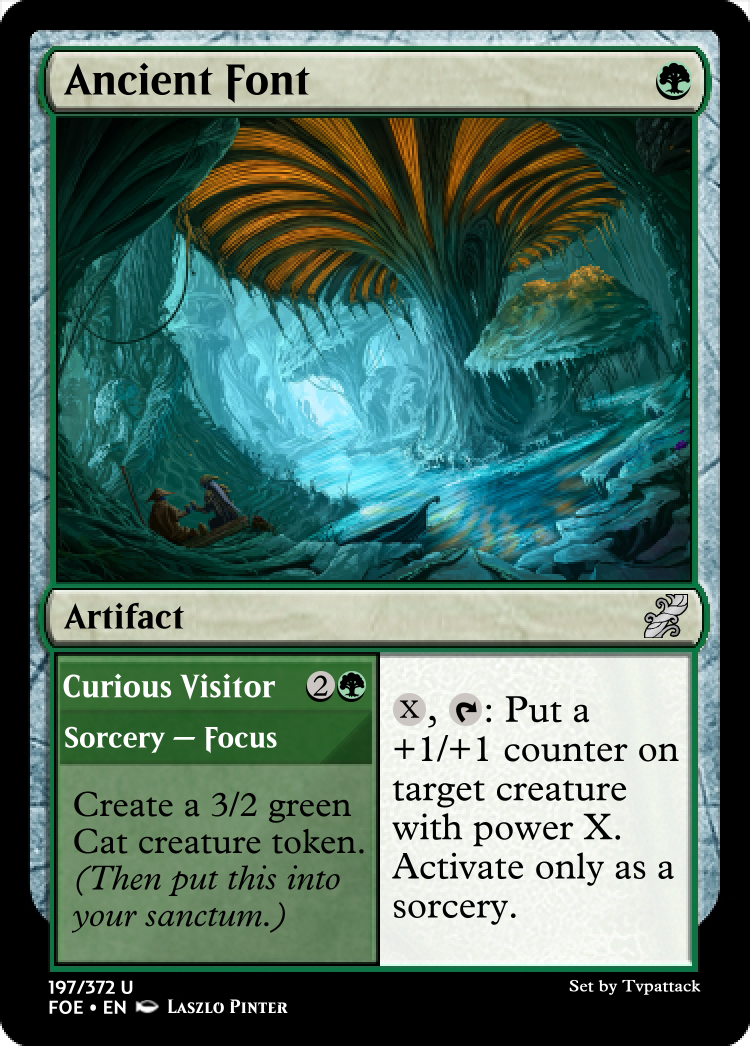 Ancient Font
Artifact
Curious Visitor 2
Sorcery — Focus
Create a 3/2 green
Cat creature token.
(Then put this into
your sanctum.)
X, : Put a
+1/+1 counter on
target creature
with power X.
Activate only as a
sorcery.
197/372 U
FOE • EN Laszlo Pinter
Set by Tvpattack